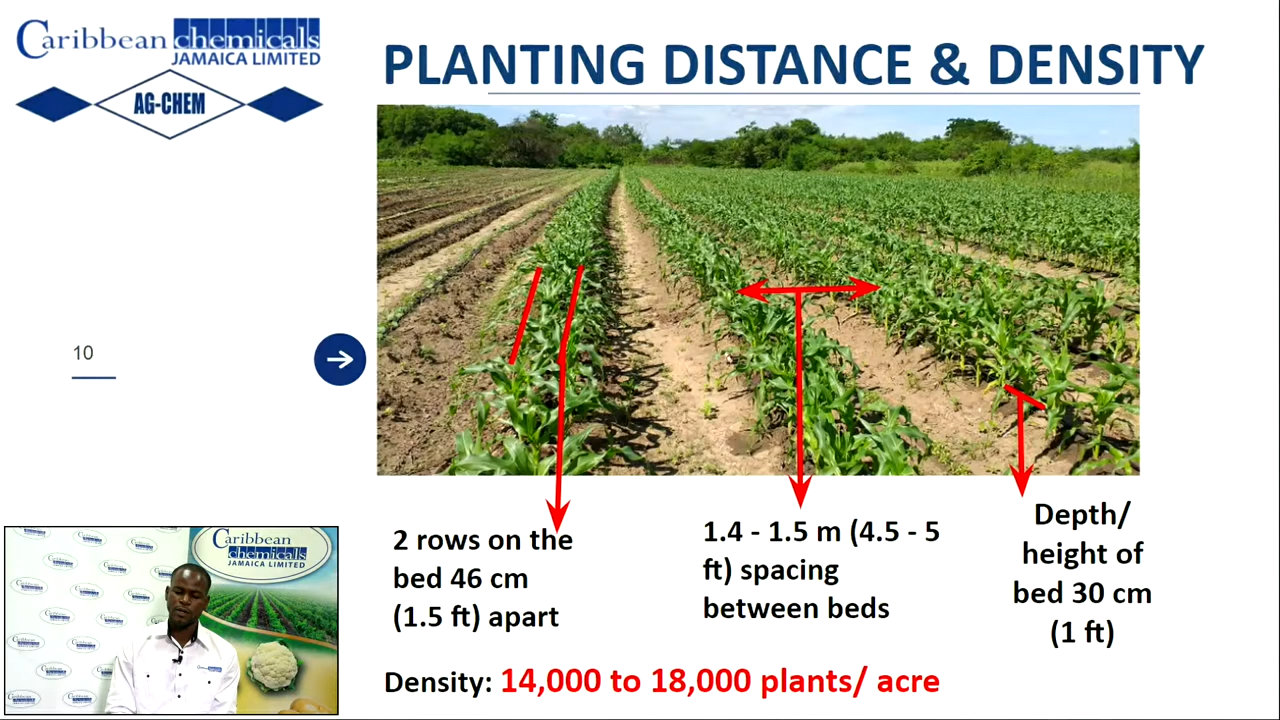 Caribbean chemicals
JAMAICA LIMITED
AG-CHEM
PLANTING DISTANCE & DENSITY
10
2 rows on the
bed 46 cm
(1.5 ft) apart
1.4 - 1.5 m (4.5 - 5
ft) spacing
between beds
Depth/
height of
bed 30 cm
(1 ft)
Density: 14,000 to 18,000 plants/ acre
Caribbean
chemicals
JAMAICA LIMITED